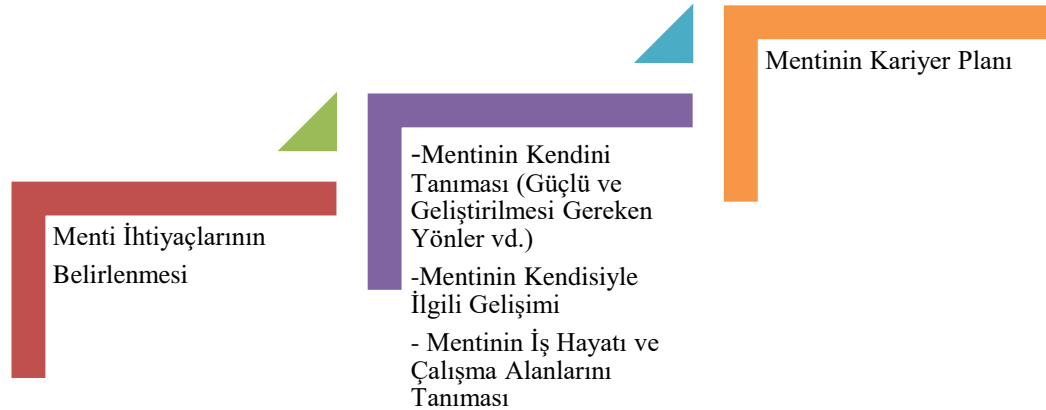 Menti İhtiyaçlarının
Belirlenmesi
-Mentinin Kendini
Tanıması (Güçlü ve
Geliştirilmesi Gereken
Yönler vd.)
-Mentinin Kendisiyle
İlgili Gelişimi
- Mentinin İş Hayatı ve
Çalışma Alanlarını
Tanıması
Mentinin Kariyer Planı